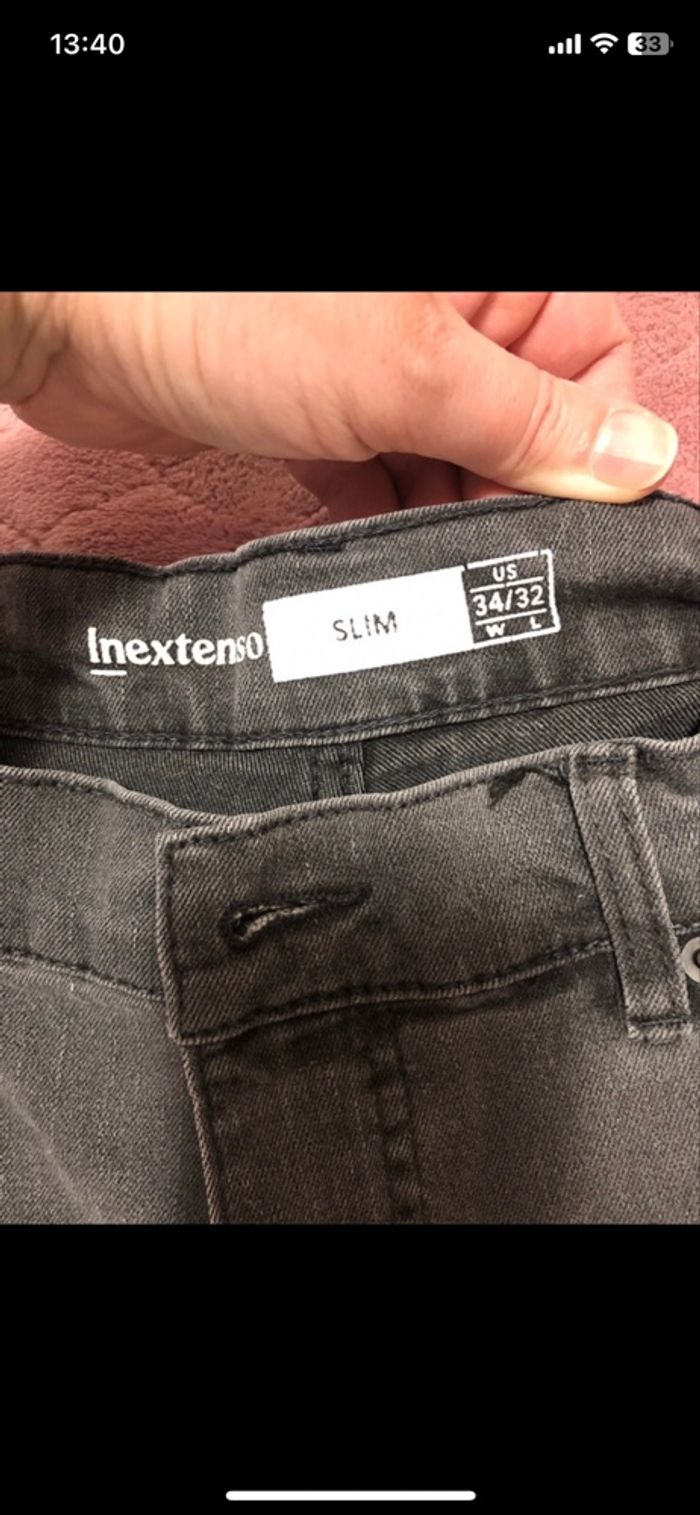 13:40
33
Inextenso
SLIM
US
34/32
W L